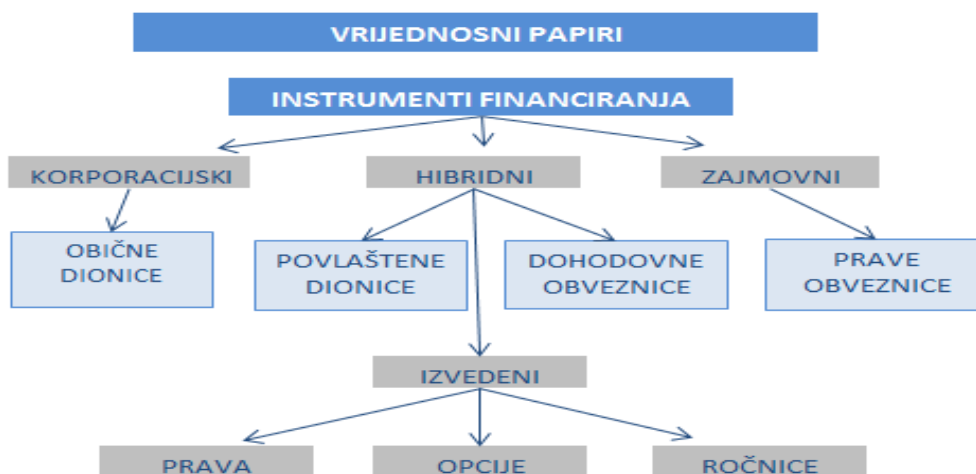 VRIJEDNOSNI PAPIRI
INSTRUMENTI FINANCIRANJA
KORPORACIJSKI
HIBRIDNI
ZAJMOVNI
OBIČNE
DIONICE
POVLAŠTENE
DIONICE
DOHODOVNE
OBVEZNICE
PRAVE
OBVEZNICE
IZVEDENI
PRAVA
OPCIJE
ROČNICE